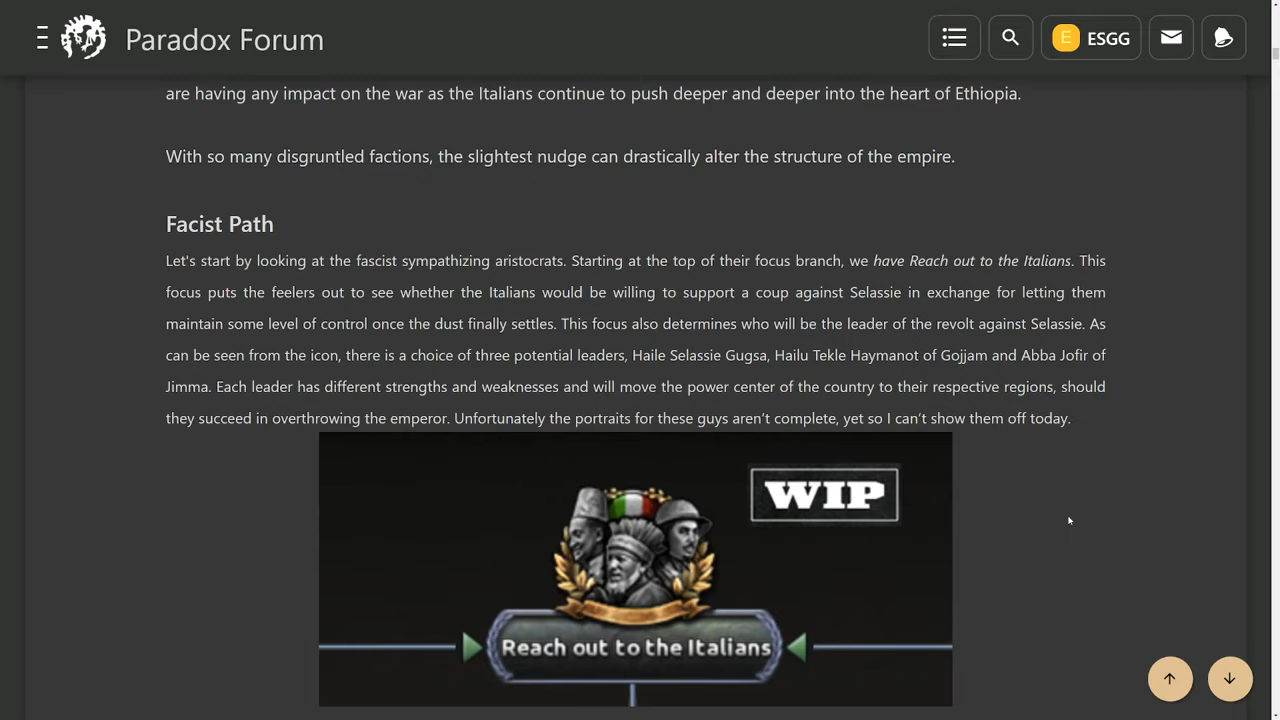 Paradox Forum
E ESGG
are having any impact on the war as the Italians continue to push deeper and deeper into the heart of Ethiopia.
With so many disgruntled factions, the slightest nudge can drastically alter the structure of the empire.
Facist Path
Let's start by looking at the fascist sympathizing aristocrats. Starting at the top of their focus branch, we have Reach out to the Italians. This
focus puts the feelers out to see whether the Italians would be willing to support a coup against Selassie in exchange for letting them
maintain some level of control once the dust finally settles. This focus also determines who will be the leader of the revolt against Selassie. As
can be seen from the icon, there is a choice of three potential leaders, Haile Selassie Gugsa, Hailu Tekle Haymanot of Gojjam and Abba Jofir of
Jimma. Each leader has different strengths and weaknesses and will move the power center of the country to their respective regions, should
they succeed in overthrowing the emperor. Unfortunately the portraits for these guys aren’t complete, yet so I can’t show them off today.
WIP
Reach out to the Italians